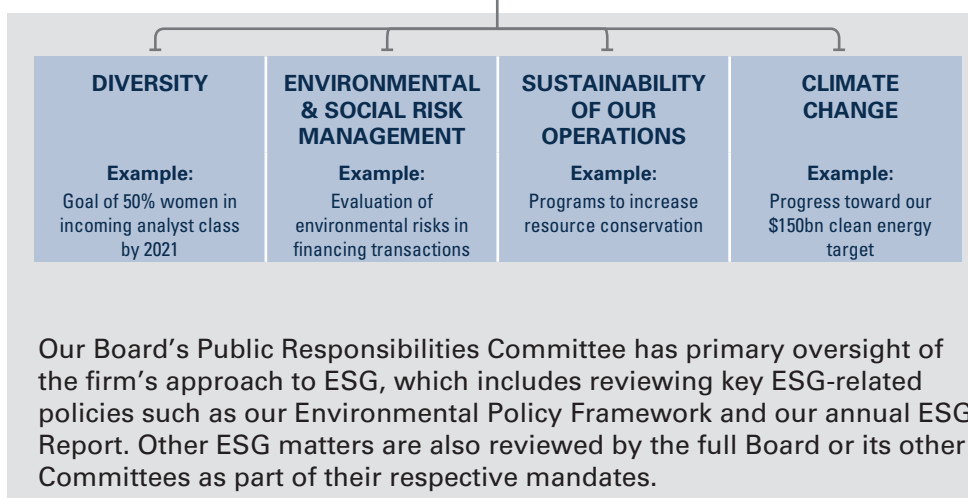 DIVERSITY
Example:
Goal of 50% women in
incoming analyst class
by 2021
ENVIRONMENTAL
& SOCIAL RISK
MANAGEMENT
Example:
Evaluation of
environmental risks in
financing transactions
SUSTAINABILITY
OF OUR
OPERATIONS
Example:
Programs to increase
resource conservation
CLIMATE
CHANGE
Example:
Progress toward our
$150bn clean energy
target
Our Board’s Public Responsibilities Committee has primary oversight of
the firm’s approach to ESG, which includes reviewing key ESG-related
policies such as our Environmental Policy Framework and our annual ESG
Report. Other ESG matters are also reviewed by the full Board or its other
Committees as part of their respective mandates.